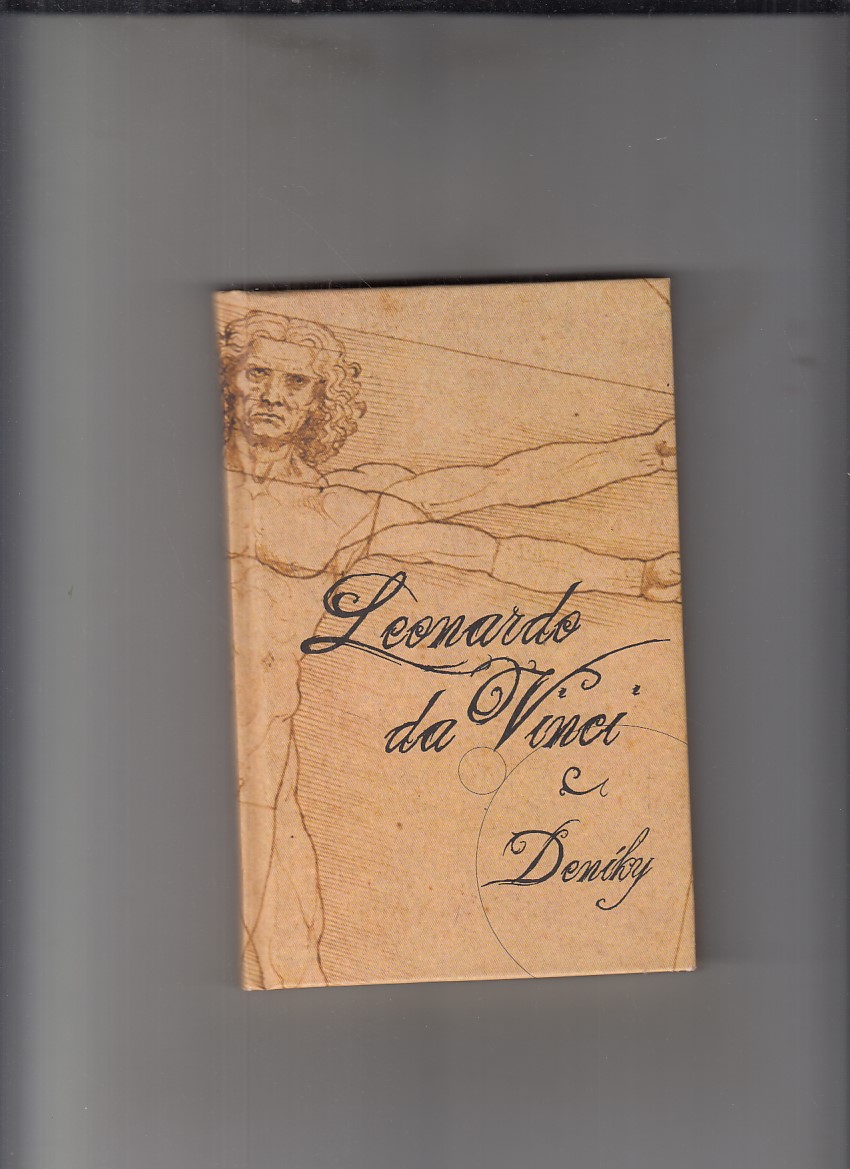 Leonardo
da Vinci
Deníky